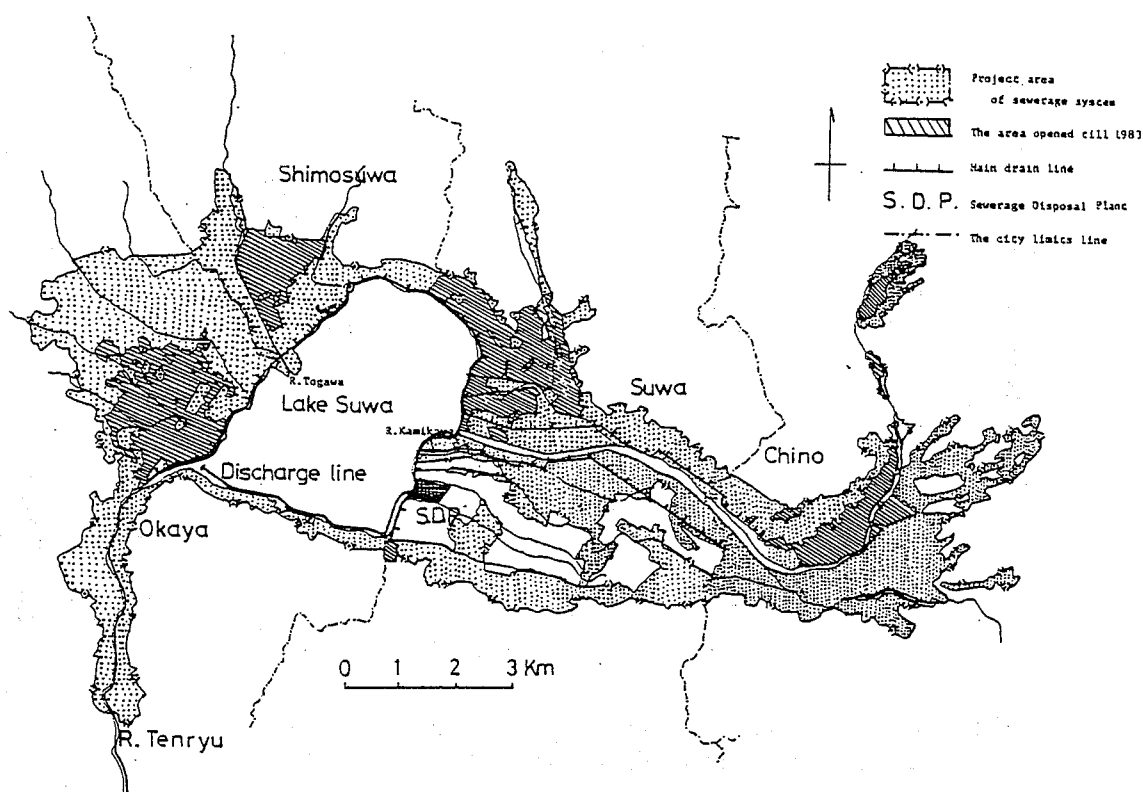 Project area
of sewerage system
The area opened till 1983
Main drain line
S. D. P. Sewerage Disposal Plant
The city limits line
Shimosuwa
R. Togawa
Lake Suwa
Suwa
R. Kamikawa
Chino
Discharge line
S.D.P.
Okaya
0 1 2 3 Km
R. Tenryu